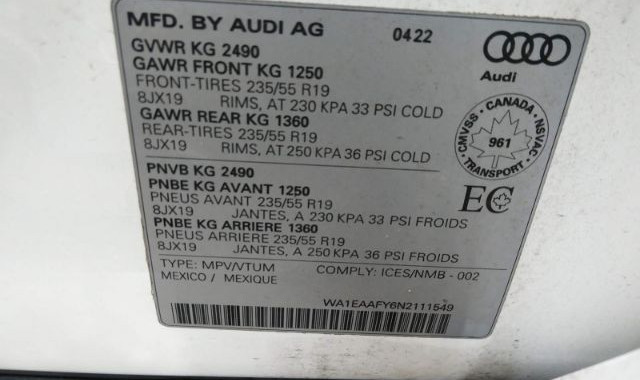 MFD. BY AUDI AG 0422
Audi
GVWR KG 2490
GAWR FRONT KG 1250
FRONT-TIRES 235/55 R19
8JX19 RIMS, AT 230 KPA 33 PSI COLD
GAWR REAR KG 1360
REAR-TIRES 235/55 R19
8JX19 RIMS, AT 250 KPA 36 PSI COLD
CMVSS · CANADA · NSVAC · TRANSPORT ·
961
PNVB KG 2490
PNBE KG AVANT 1250
PNEUS AVANT 235/55 R19
8JX19 JANTES, A 230 KPA 33 PSI FROIDS
PNBE KG ARRIERE 1360
PNEUS ARRIERE 235/55 R19
8JX19 JANTES, A 250 KPA 36 PSI FROIDS
EC
TYPE: MPV/VTUM COMPLY: ICES/NMB - 002
MEXICO / MEXIQUE
WA1EAAFY6N2111549